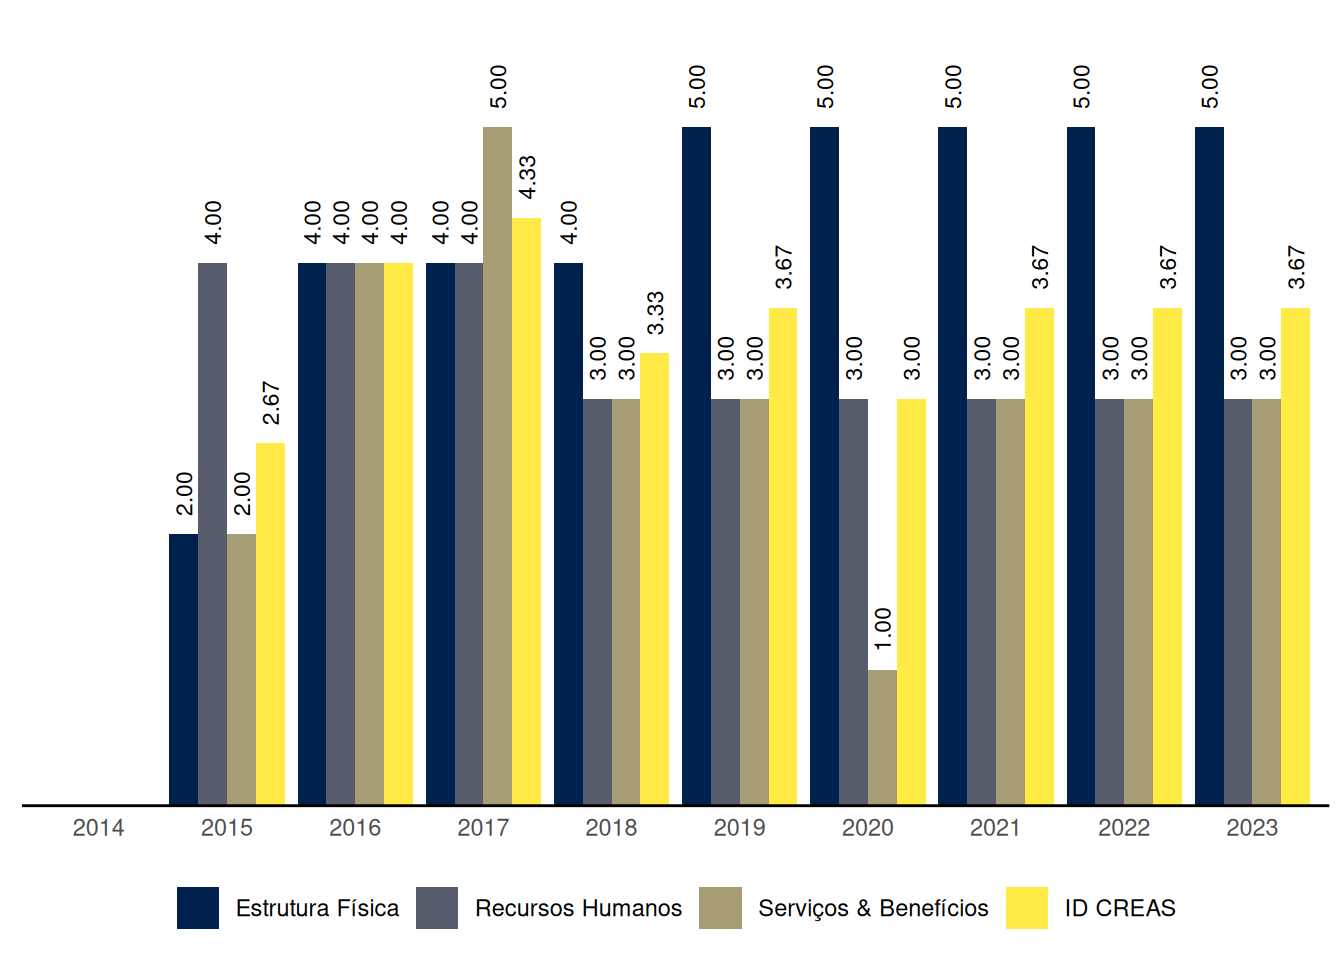 5.00 5.00 5.00 5.00 5.00 5.00
4.33
4.00 4.00 4.00 4.00 4.00 4.00 4.00 4.00
3.67 3.67 3.67 3.67
3.33
3.00 3.00 3.00 3.00 3.00 3.00 3.00 3.00 3.00 3.00 3.00 3.00
2.67
2.00 2.00
1.00
2014 2015 2016 2017 2018 2019 2020 2021 2022 2023
Estrutura Física Recursos Humanos Serviços & Benefícios ID CREAS